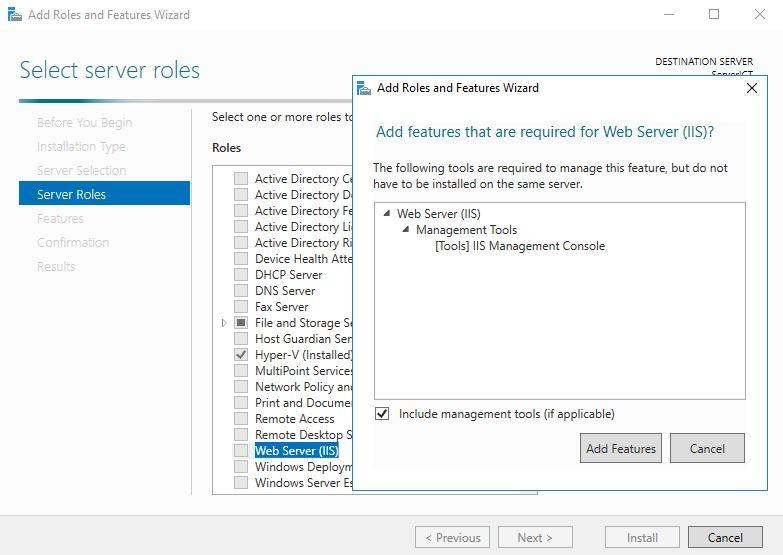 Add Roles and Features Wizard
Select server roles
DESTINATION SERVER
ServerICT
Before You Begin
Installation Type
Server Selection
Server Roles
Features
Confirmation
Results
Select one or more roles to
Roles
Active Directory Ce
Active Directory D
Active Directory Fe
Active Directory Li
Active Directory Ri
Device Health Atte
DHCP Server
DNS Server
Fax Server
File and Storage Se
Host Guardian Ser
Hyper-V (Installed)
MultiPoint Services
Network Policy an
Print and Docume
Remote Access
Remote Desktop S
Web Server (IIS)
Windows Deploym
Windows Server Es
Add Roles and Features Wizard
Add features that are required for Web Server (IIS)?
The following tools are required to manage this feature, but do not
have to be installed on the same server.
Web Server (IIS)
Management Tools
[Tools] IIS Management Console
Include management tools (if applicable)
Add Features
Cancel
< Previous
Next >
Install
Cancel